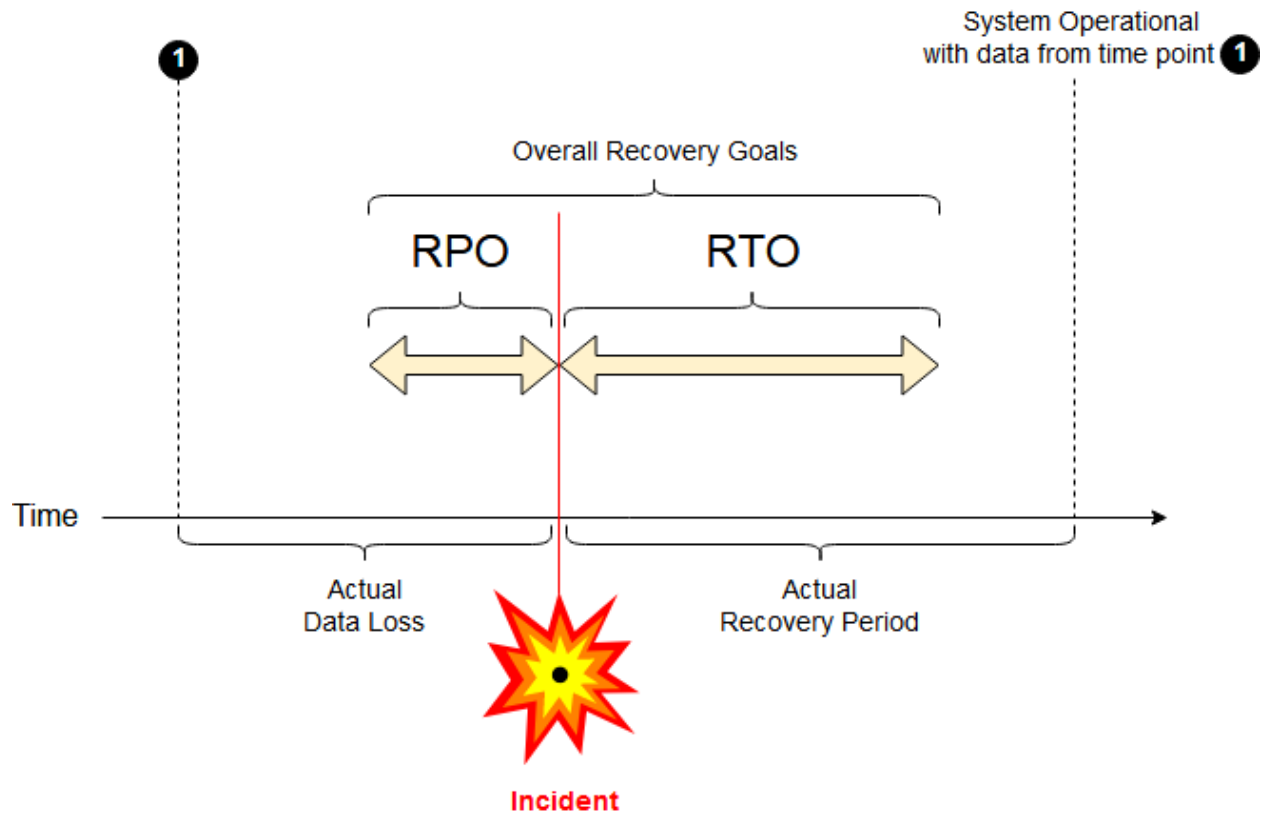 System Operational
1
with data from time point 1
Overall Recovery Goals
RPO
RTO
Time
Actual
Data Loss
Actual
Recovery Period
Incident